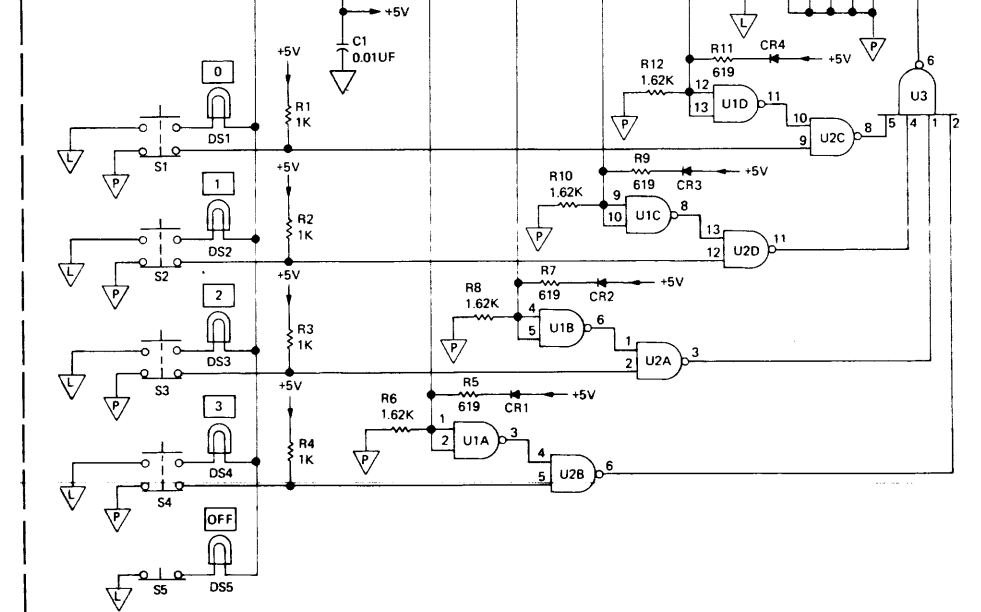 +5V
C1
0.01UF
L
P
R11
619
CR4
+5V
R12
1.62K
P
12
13
U1D
11
10
9
U2C
8
6
U3
5
4
1
2
0
+5V
R1
1K
DS1
L
P
S1
R9
619
CR3
+5V
R10
1.62K
P
9
10
U1C
8
13
12
U2D
11
1
+5V
R2
1K
DS2
L
P
S2
R7
619
CR2
+5V
R8
1.62K
P
4
5
U1B
6
1
2
U2A
3
2
+5V
R3
1K
DS3
L
P
S3
R5
619
CR1
+5V
R6
1.62K
P
1
2
U1A
3
4
5
U2B
6
3
+5V
R4
1K
DS4
L
P
S4
OFF
DS5
L
S5